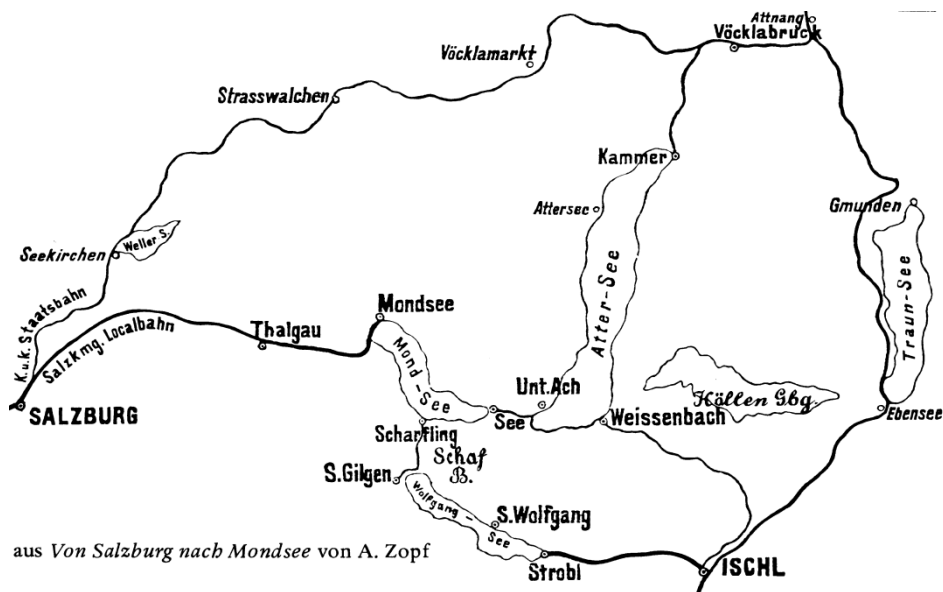 Attnang
Vöcklabruck
Vöcklamarkt
Strasswalchen
Kammer
Attersee
Gmunden
Seekirchen
Weller S.
Atter-See
Traun-See
K.u.k. Staatsbahn
Salzkmg. Localbahn
Mondsee
Thalgau
Mond-See
SALZBURG
Unt.Ach
See
Weissenbach
Höllen Gbg.
Ebensee
Scharfling
Schaf
B.
S.Gilgen
Wolfgang-See
S.Wolfgang
aus Von Salzburg nach Mondsee von A. Zopf
Strobl
ISCHL